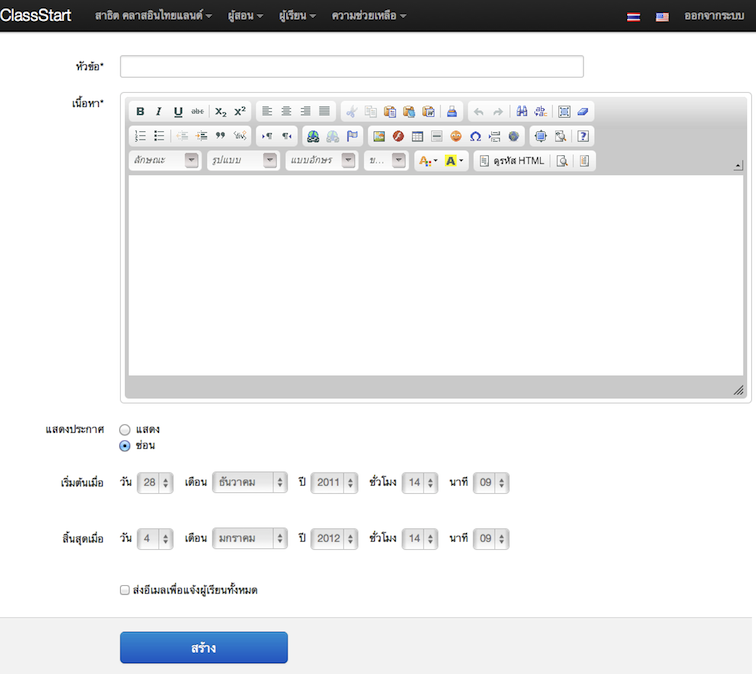 ClassStart สาธิต คลาสอินไทยแลนด์ ผู้สอน ผู้เรียน ความช่วยเหลือ ออกจากระบบ
หัวข้อ*
เนื้อหา*
B I U abc X₂ X²
ลักษณะ รูปแบบ แบบอักษร ข... A A ดูรหัส HTML
แสดงประกาศ แสดง
ซ่อน
เริ่มต้นเมื่อ วัน 28 เดือน ธันวาคม ปี 2011 ชั่วโมง 14 นาที 09
สิ้นสุดเมื่อ วัน 4 เดือน มกราคม ปี 2012 ชั่วโมง 14 นาที 09
ส่งอีเมลเพื่อแจ้งผู้เรียนทั้งหมด
สร้าง